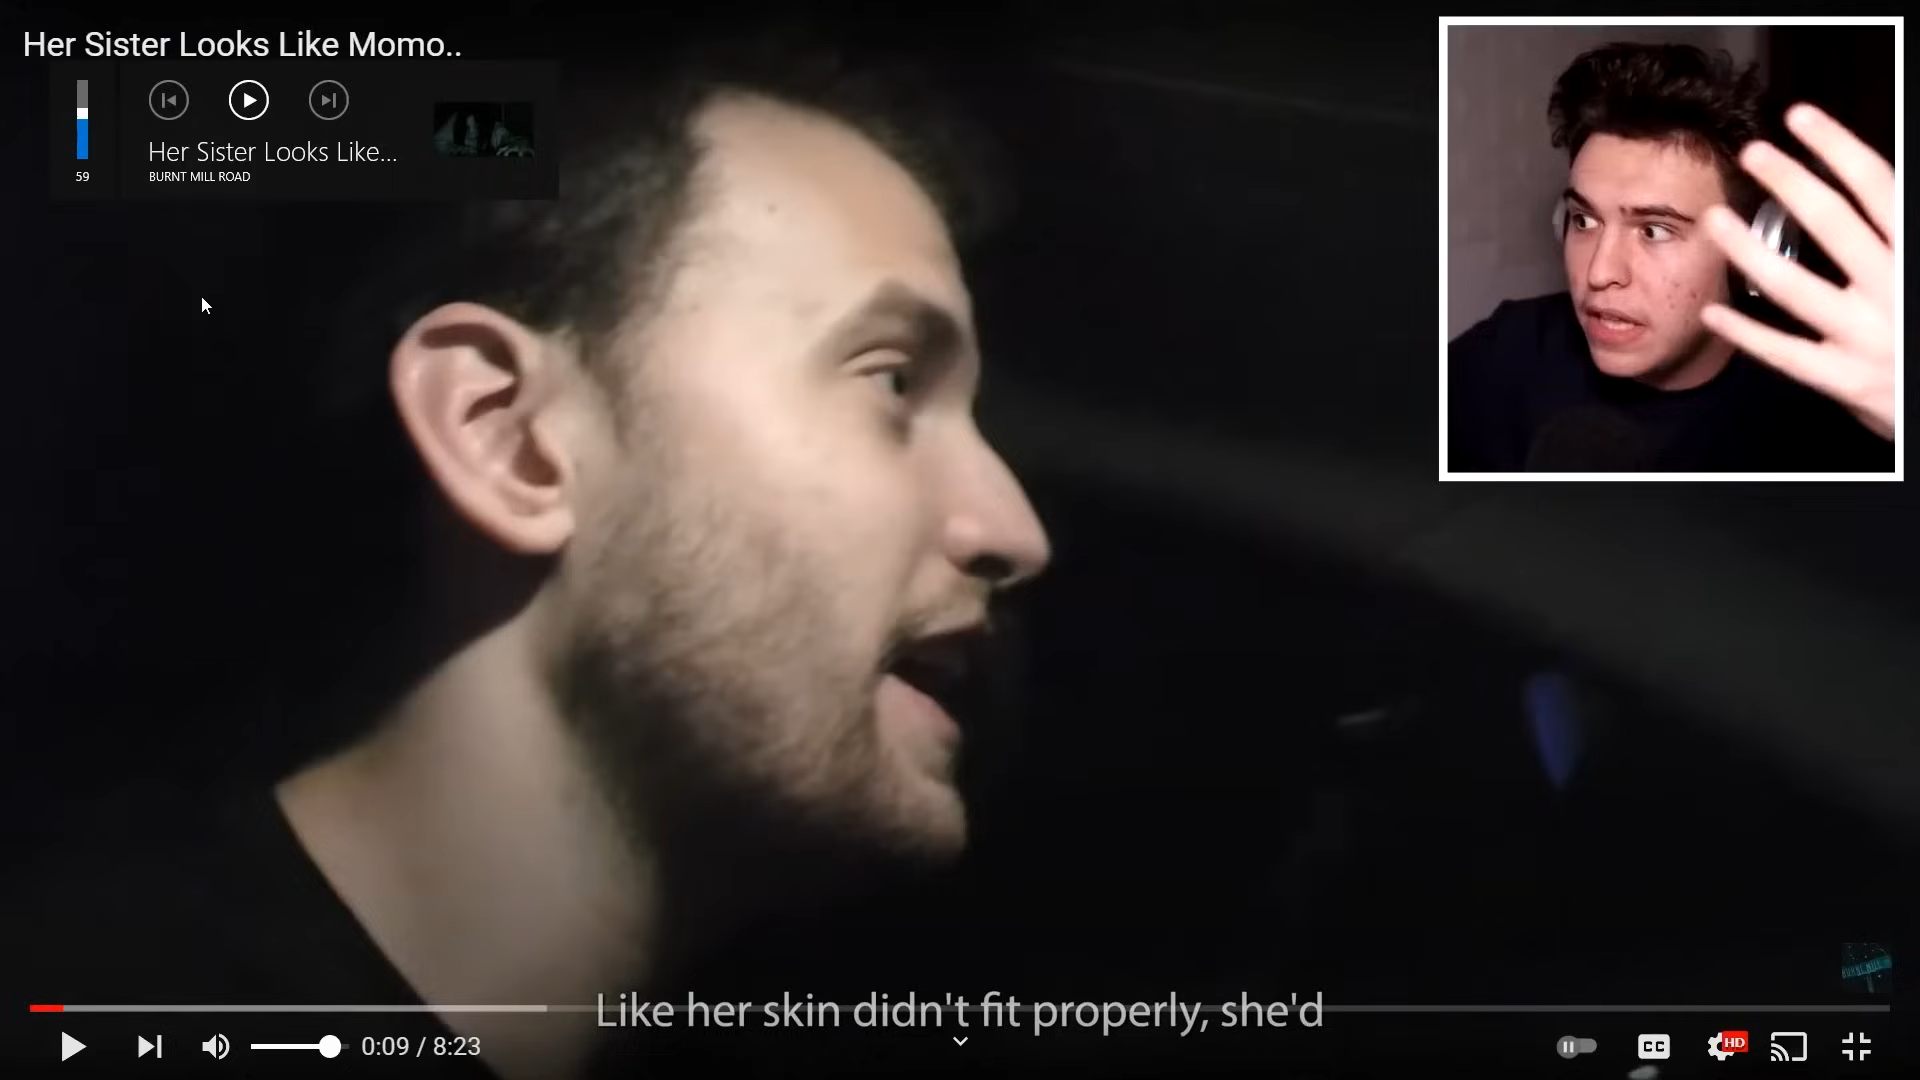 Her Sister Looks Like Momo..
Her Sister Looks Like...
59
BURNT MILL ROAD
Like her skin didn't fit properly, she'd
0:09 / 8:23
CC
HD